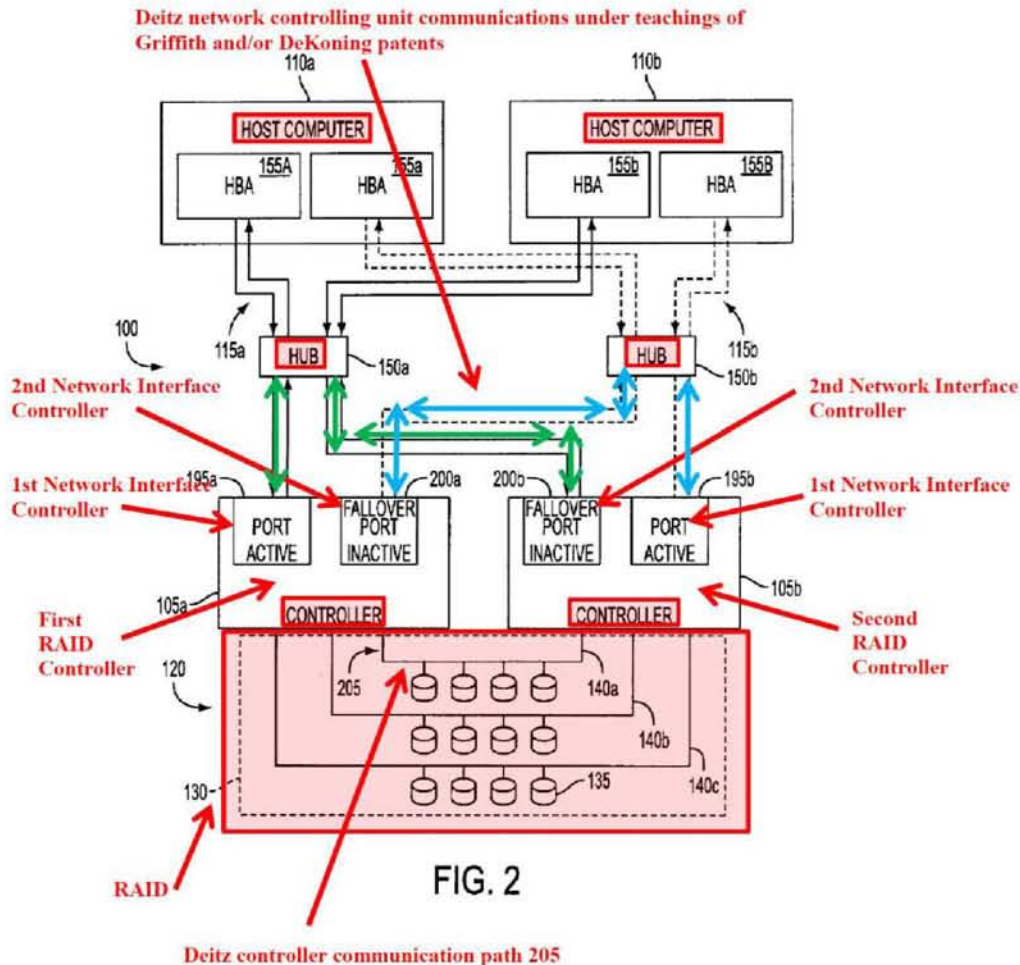 Deitz network controlling unit communications under teachings of
Griffith and/or DeKoning patents
110a
110b
HOST COMPUTER
HOST COMPUTER
155A
HBA
155a
HBA
155b
HBA
155B
HBA
100
115a
HUB
150a
HUB
115b
150b
2nd Network Interface
Controller
2nd Network Interface
Controller
1st Network Interface
Controller
195a
200a
200b
195b
1st Network Interface
Controller
PORT
ACTIVE
FALLOVER
PORT
INACTIVE
FALLOVER
PORT
INACTIVE
PORT
ACTIVE
105a
105b
First
RAID
Controller
CONTROLLER
CONTROLLER
Second
RAID
Controller
120
205
140a
140b
140c
130
135
RAID
FIG. 2
Deitz controller communication path 205